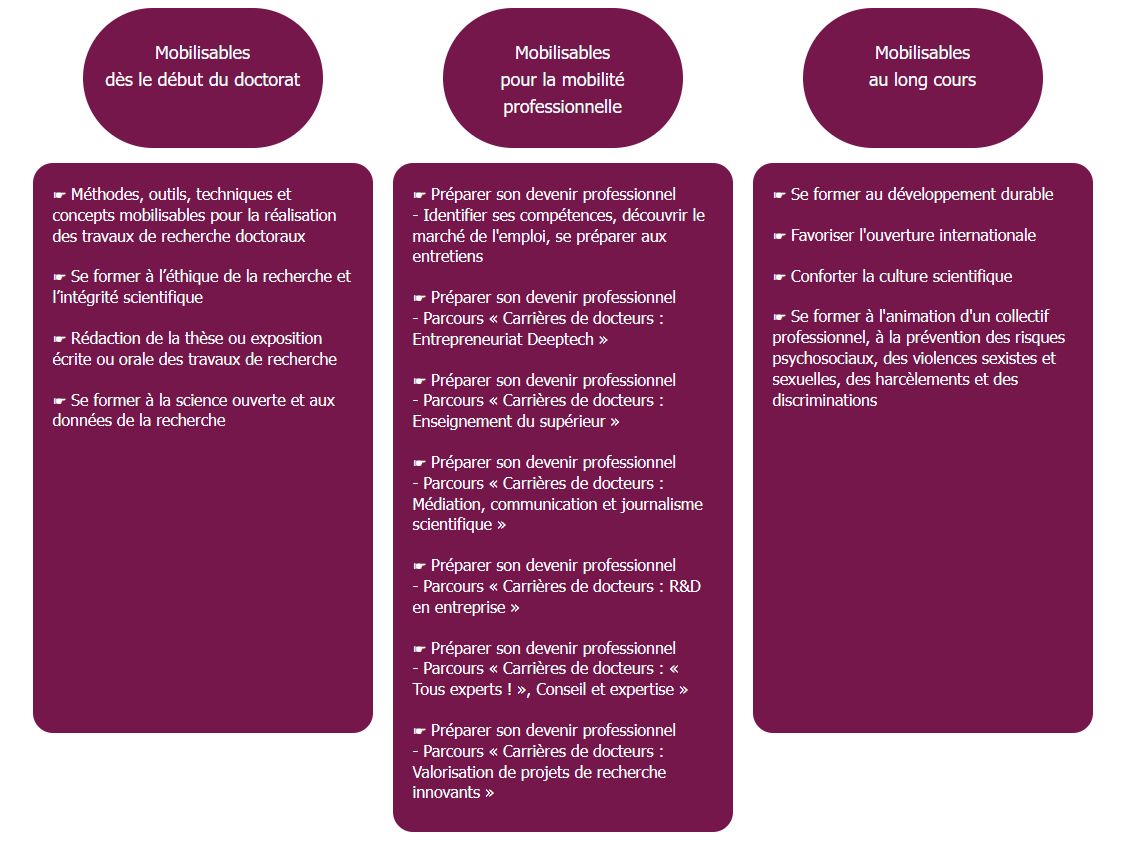 Mobilisables
dès le début du doctorat
☛ Méthodes, outils, techniques et
concepts mobilisables pour la réalisation
des travaux de recherche doctoraux
☛ Se former à l’éthique de la recherche et
l’intégrité scientifique
☛ Rédaction de la thèse ou exposition
écrite ou orale des travaux de recherche
☛ Se former à la science ouverte et aux
données de la recherche
Mobilisables
pour la mobilité
professionnelle
☛ Préparer son devenir professionnel
- Identifier ses compétences, découvrir le
marché de l'emploi, se préparer aux
entretiens
☛ Préparer son devenir professionnel
- Parcours « Carrières de docteurs :
Entrepreneuriat Deeptech »
☛ Préparer son devenir professionnel
- Parcours « Carrières de docteurs :
Enseignement du supérieur »
☛ Préparer son devenir professionnel
- Parcours « Carrières de docteurs :
Médiation, communication et journalisme
scientifique »
☛ Préparer son devenir professionnel
- Parcours « Carrières de docteurs : R&D
en entreprise »
☛ Préparer son devenir professionnel
- Parcours « Carrières de docteurs : «
Tous experts ! », Conseil et expertise »
☛ Préparer son devenir professionnel
- Parcours « Carrières de docteurs :
Valorisation de projets de recherche
innovants »
Mobilisables
au long cours
☛ Se former au développement durable
☛ Favoriser l'ouverture internationale
☛ Conforter la culture scientifique
☛ Se former à l'animation d'un collectif
professionnel, à la prévention des risques
psychosociaux, des violences sexistes et
sexuelles, des harcèlements et des
discriminations